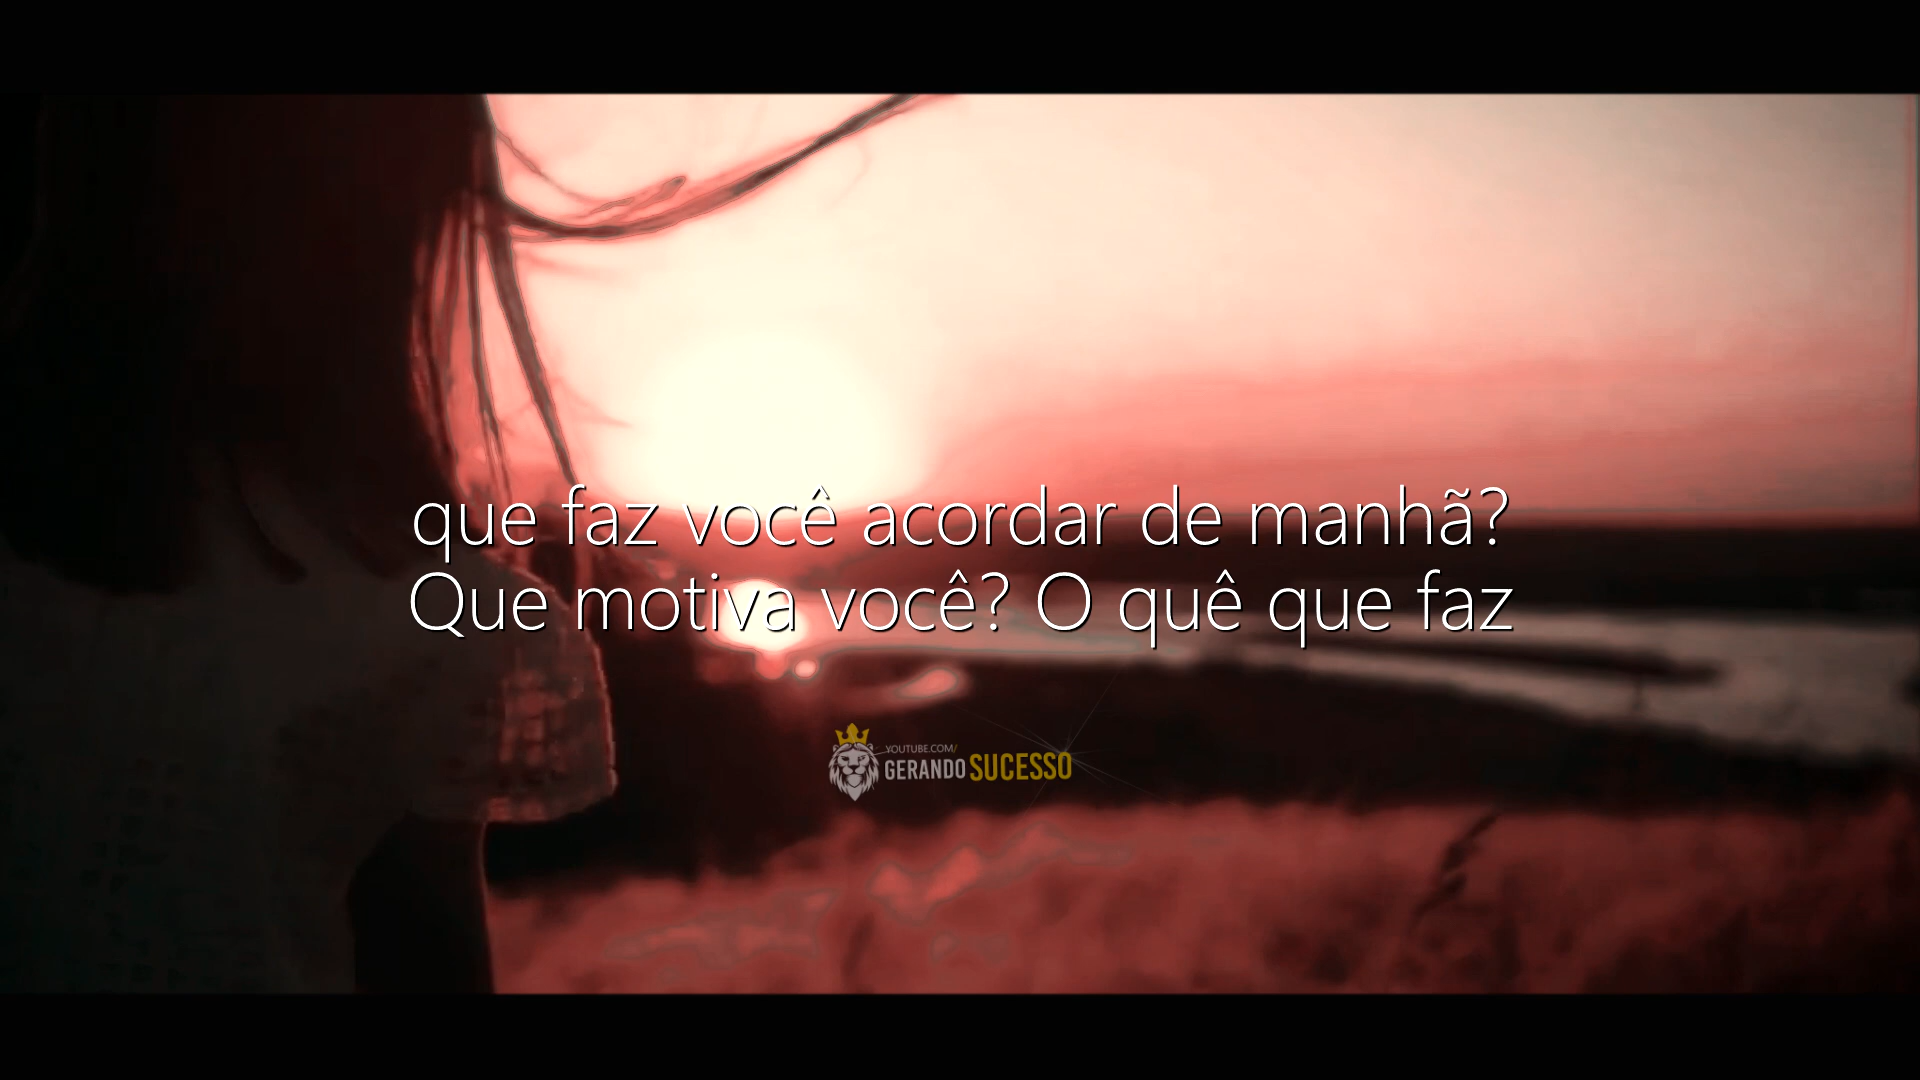 que faz você acordar de manhã?
Que motiva você? O quê que faz
YOUTUBE.COM/
GERANDO SUCESSO